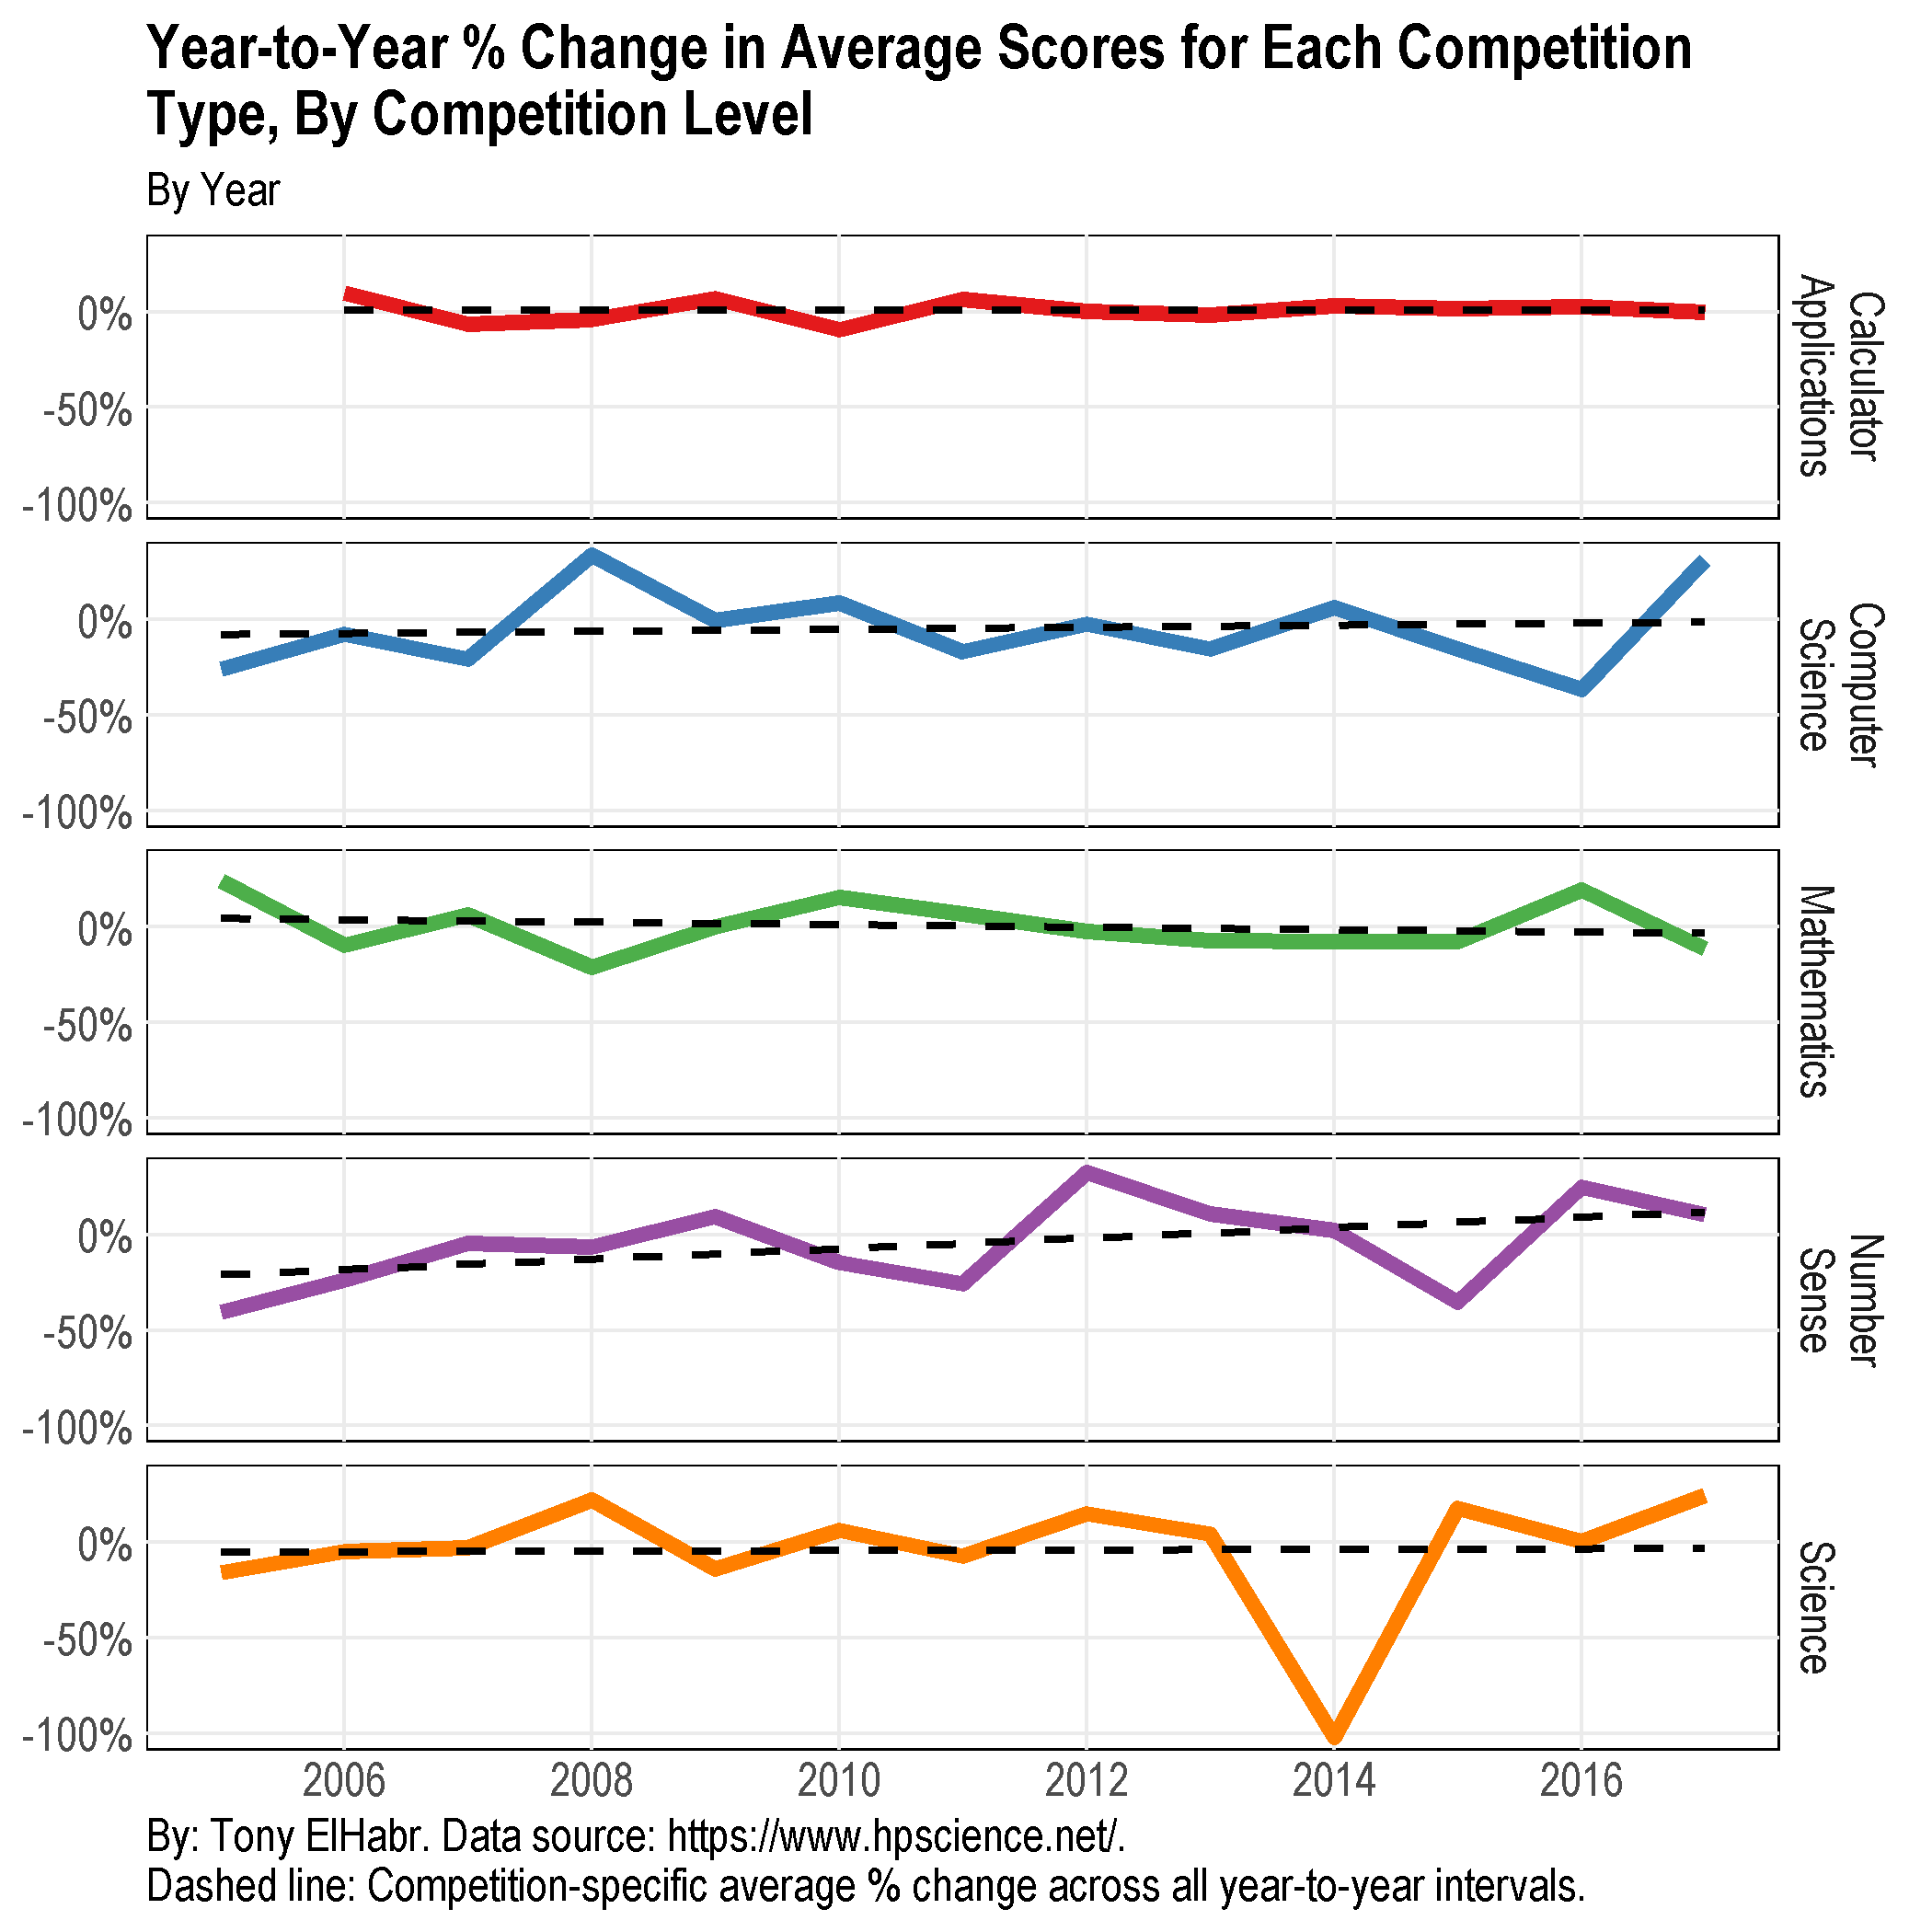 Year-to-Year % Change in Average Scores for Each Competition
Type, By Competition Level
By Year
0%
-50%
-100%
Calculator
Applications
0%
-50%
-100%
Computer
Science
0%
-50%
-100%
Mathematics
0%
-50%
-100%
Number
Sense
0%
-50%
-100%
Science
2006 2008 2010 2012 2014 2016
By: Tony ElHabr. Data source: https://www.hpscience.net/.
Dashed line: Competition-specific average % change across all year-to-year intervals.